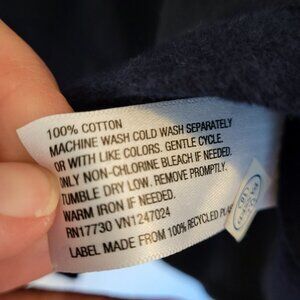 100% COTTON
MACHINE WASH COLD WASH SEPARATELY
OR WITH LIKE COLORS. GENTLE CYCLE.
ONLY NON-CHLORINE BLEACH IF NEEDED.
TUMBLE DRY LOW. REMOVE PROMPTLY.
WARM IRON IF NEEDED.
RN17730 VN1247024
LABEL MADE FROM 100% RECYCLED